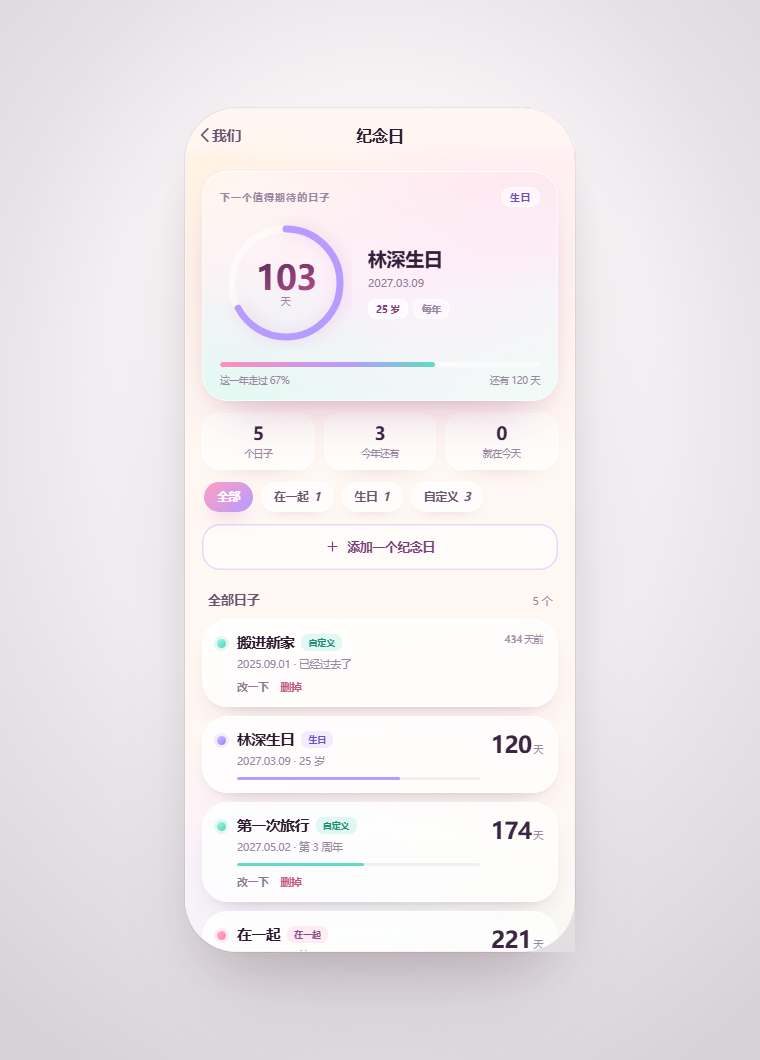 我们
纪念日
下一个值得期待的日子
生日
103
天
林深生日
2027.03.09
25 岁
每年
这一年走过 67%
还有 120 天
5
个日子
3
今年还有
0
就在今天
全部
在一起 1
生日 1
自定义 3
+ 添加一个纪念日
全部日子
5 个
搬进新家 自定义
434 天前
2025.09.01 · 已经过去了
改一下 删掉
林深生日 生日
120天
2027.03.09 · 25 岁
第一次旅行 自定义
174天
2027.05.02 · 第 3 周年
改一下 删掉
在一起 在一起
221天